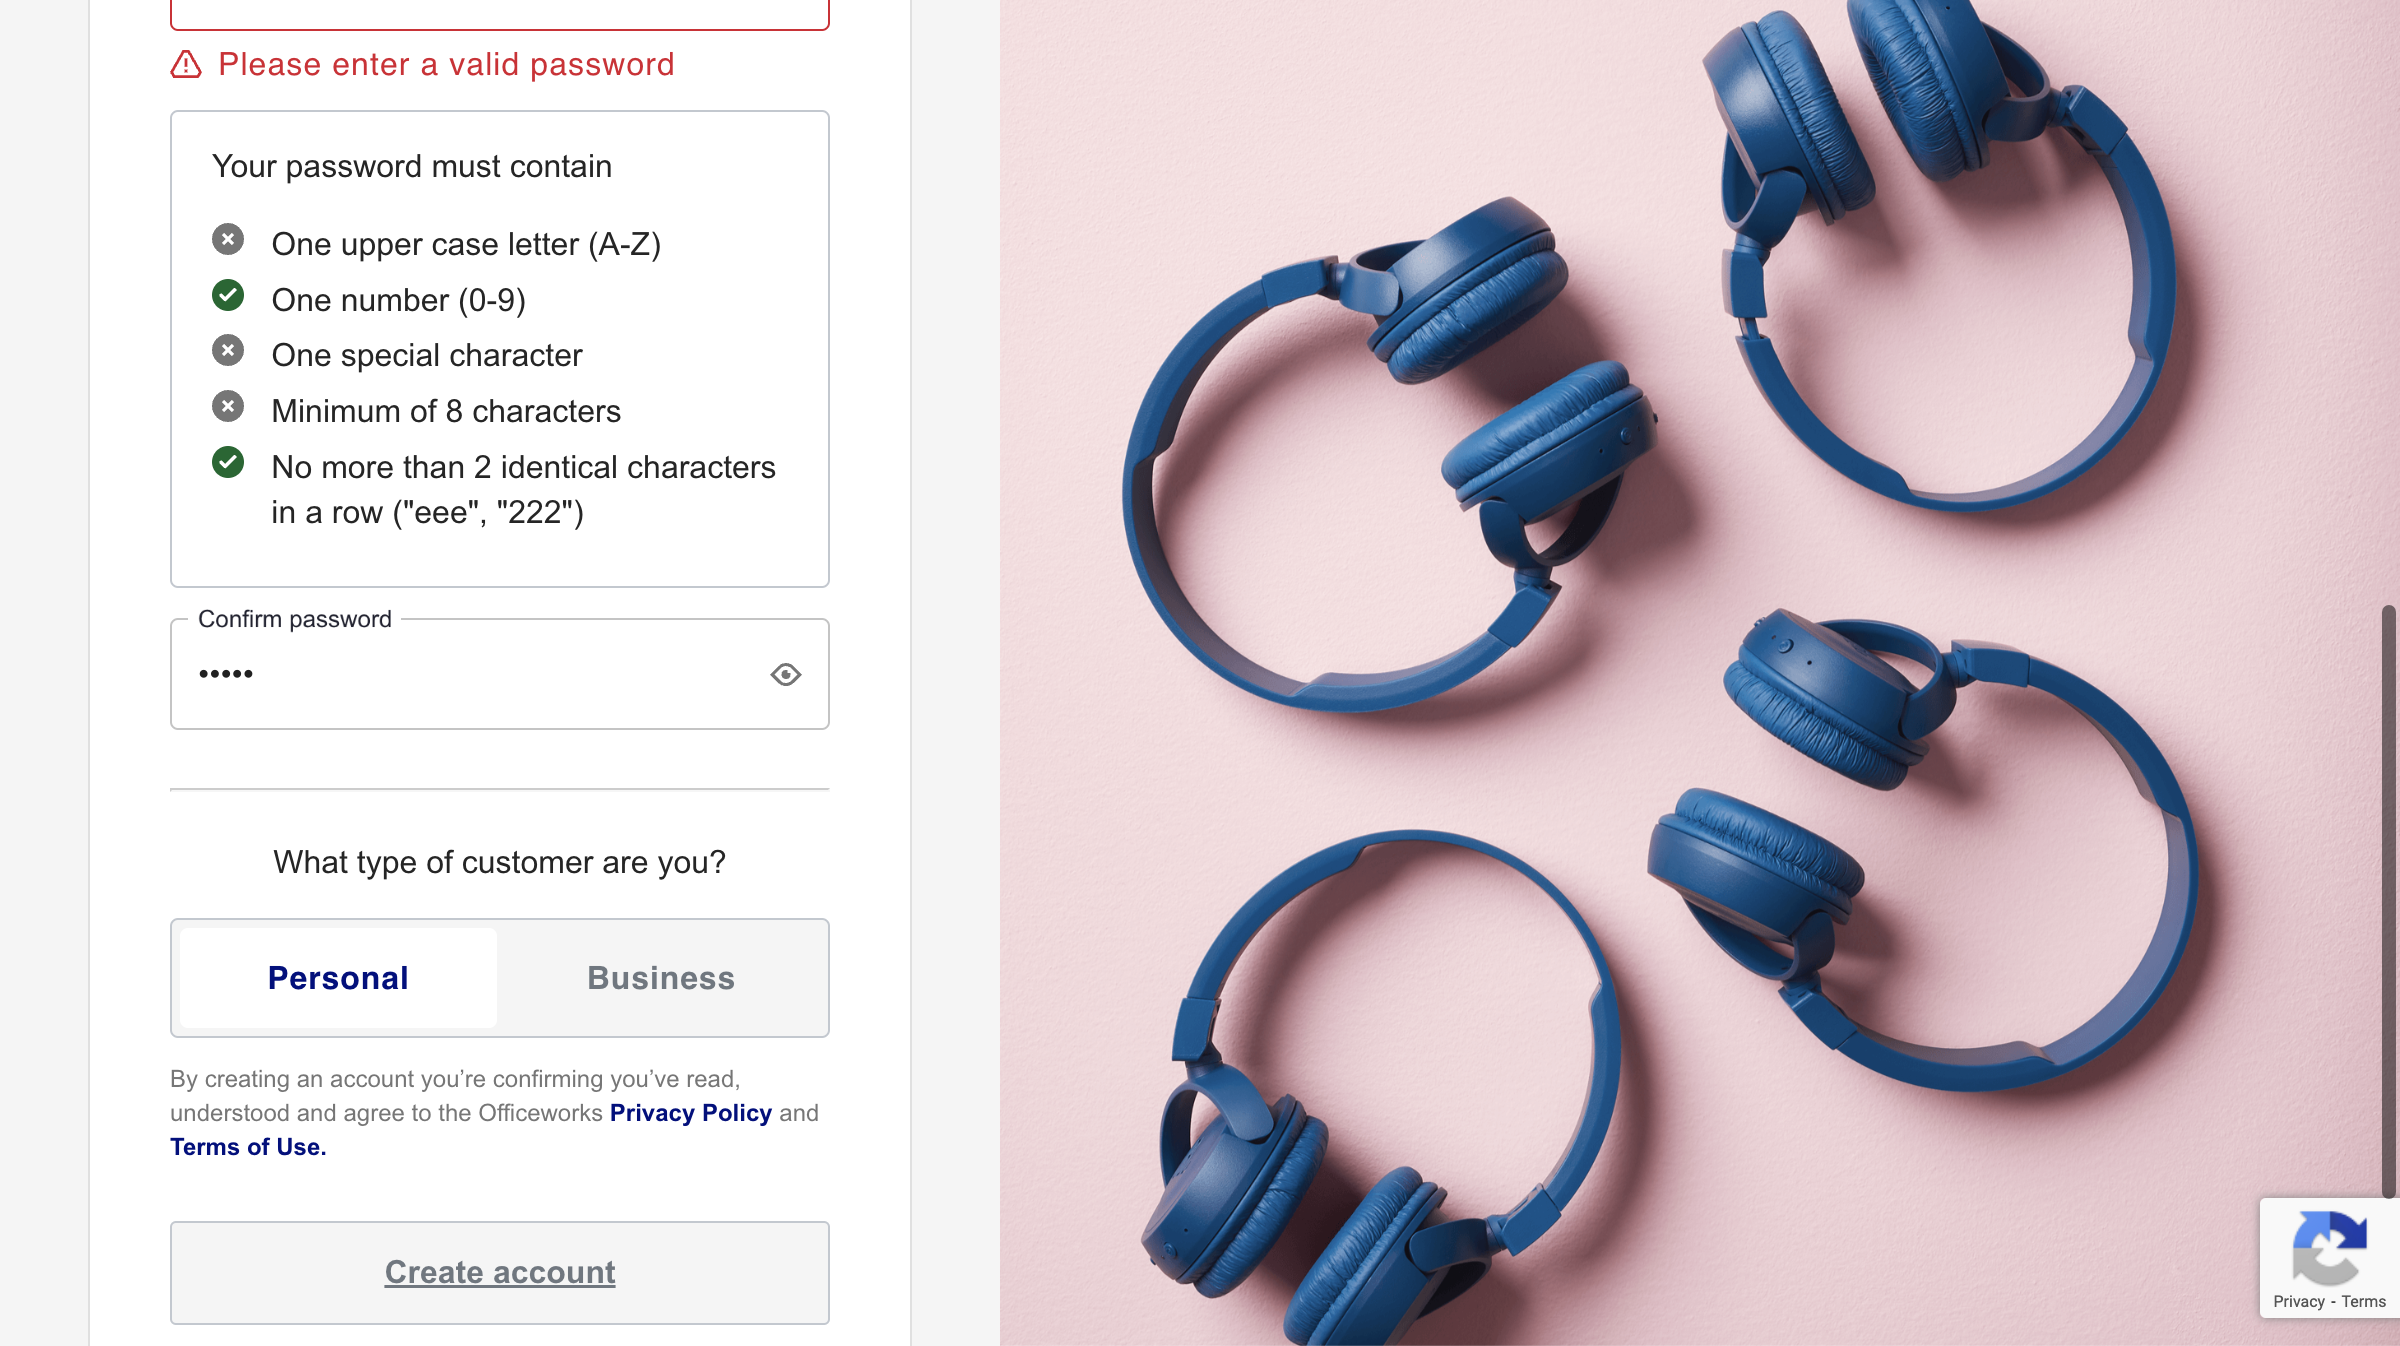 Please enter a valid password
Your password must contain
One upper case letter (A-Z)
One number (0-9)
One special character
Minimum of 8 characters
No more than 2 identical characters
in a row ("eee", "222")
Confirm password
•••••
What type of customer are you?
Personal
Business
By creating an account you’re confirming you’ve read,
understood and agree to the Officeworks Privacy Policy and
Terms of Use.
Create account
Privacy - Terms